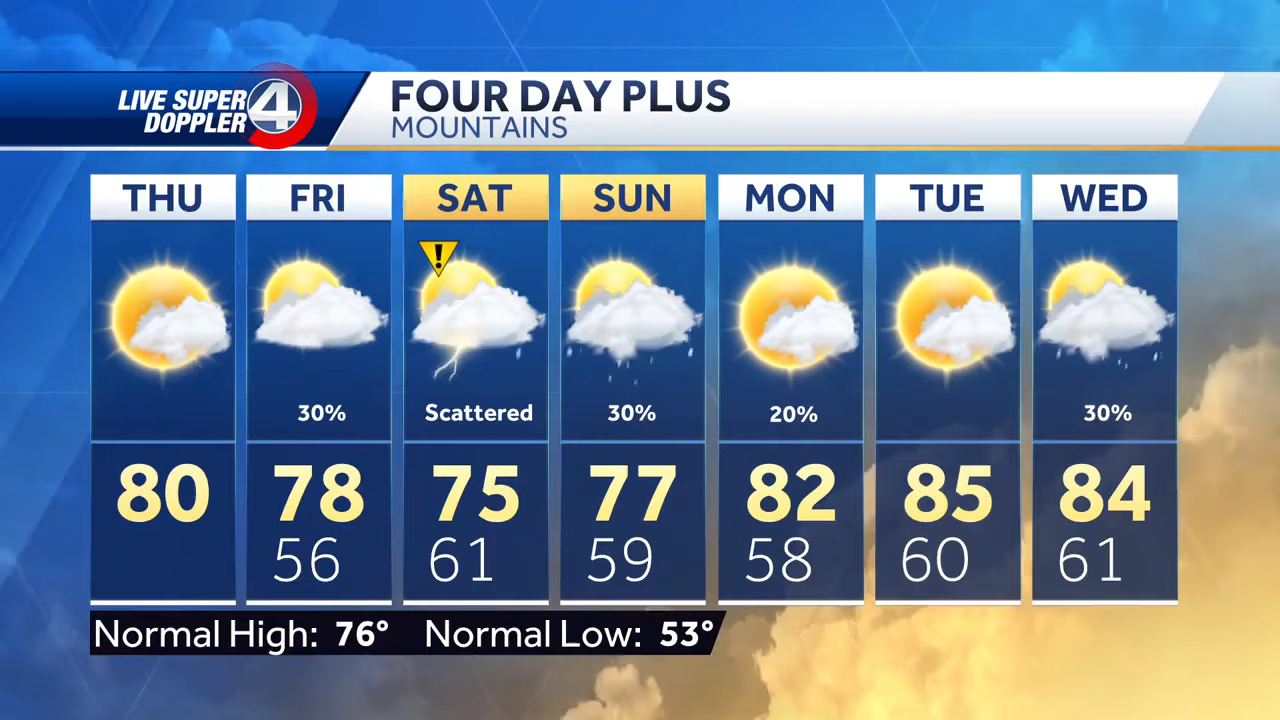 LIVE SUPER
DOPPLER 4
FOUR DAY PLUS
MOUNTAINS
THU FRI SAT SUN MON TUE WED
!
30% Scattered 30% 20% 30%
80 78 75 77 82 85 84
56 61 59 58 60 61
Normal High: 76° Normal Low: 53°